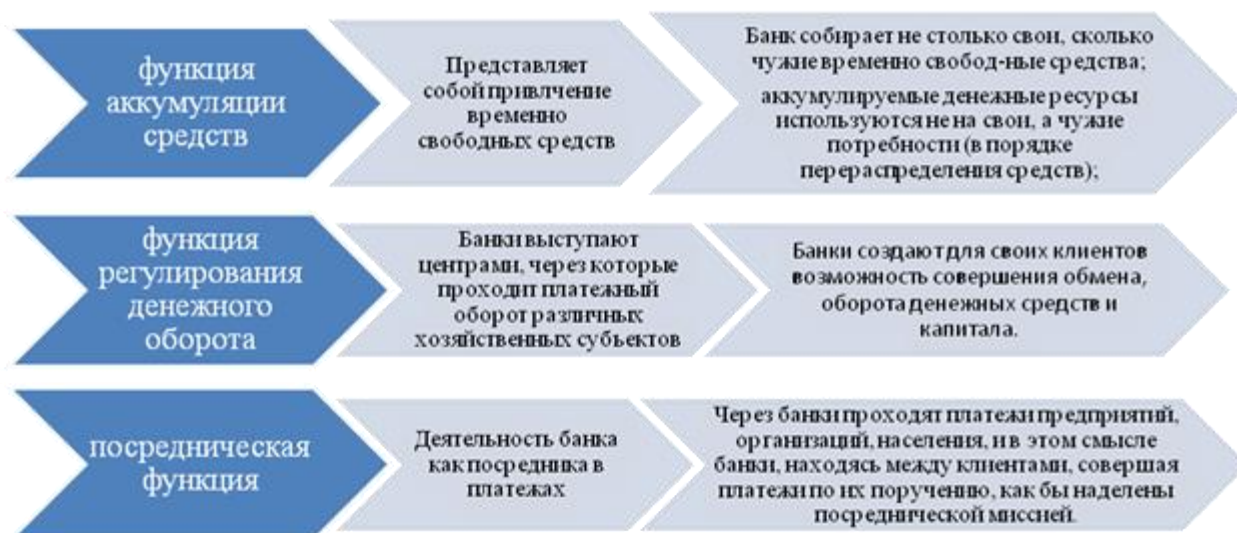 функция
аккумуляции
средств
Представляет
собой привлчение
временно
свободных средств
Банк собирает не столько свои, сколько
чужие временно свобод-ные средства;
аккумулируемые денежные ресурсы
используются не на свои, а чужие
потребности (в порядке
перераспределения средств);
функция
регулирования
денежного
оборота
Банки выступают
центрами, через которые
проходит платежный
оборот различных
хозяйственных субъектов
Банки создают для своих клиентов
возможность совершения обмена,
оборота денежных средств и
капитала.
посредническая
функция
Деятельность банка
как посредника в
платежах
Через банки проходят платежи предприятий,
организаций, населения, и в этом смысле
банки, находясь между клиентами, совершая
платежи по их поручению, как бы наделены
посреднической миссией.